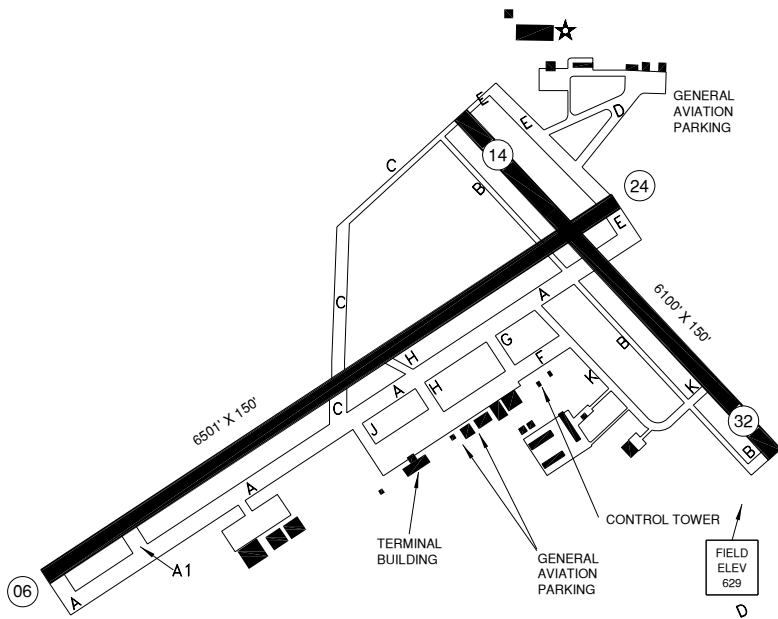 E
E
D
GENERAL
AVIATION
PARKING
14
C
B
24
E
C
A
6100' X 150'
H
G
F
B
A
H
K
K
6501' X 150'
C
J
32
B
A
CONTROL TOWER
TERMINAL
BUILDING
GENERAL
AVIATION
PARKING
FIELD
ELEV
629
A1
06
A
D